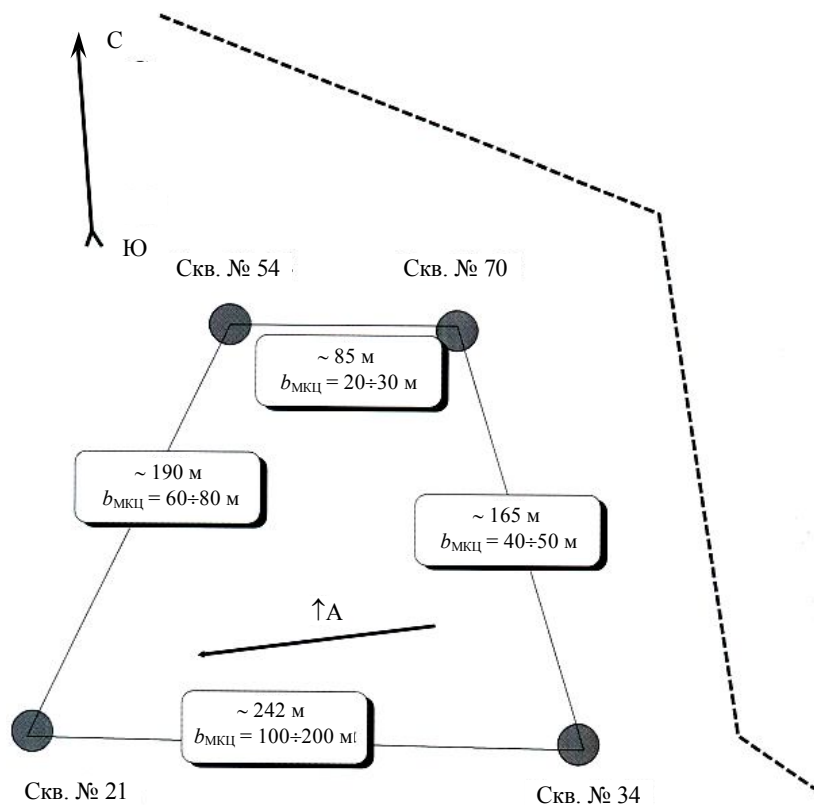 С
Ю
Скв. № 54
Скв. № 70
~ 85 м
bМКЦ = 20÷30 м
~ 190 м
bМКЦ = 60÷80 м
~ 165 м
bМКЦ = 40÷50 м
↑А
~ 242 м
bМКЦ = 100÷200 м
Скв. № 21
Скв. № 34